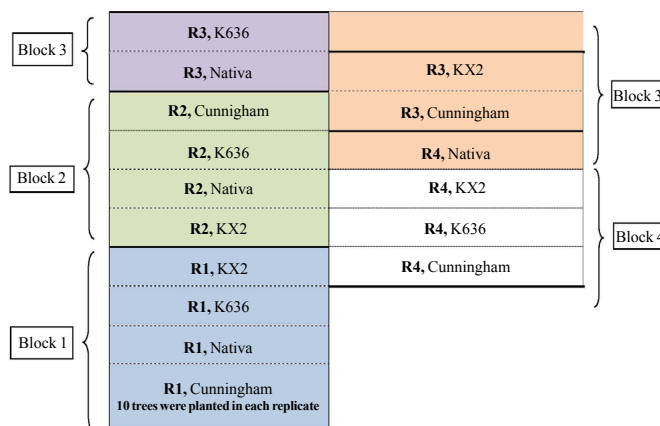 Block 3
R3, K636
R3, Nativa
Block 2
R2, Cunnigham
R2, K636
R2, Nativa
R2, KX2
Block 1
R1, KX2
R1, K636
R1, Nativa
R1, Cunningham
10 trees were planted in each replicate
R3, KX2
R3, Cunningham
R4, Nativa
Block 3
R4, KX2
R4, K636
R4, Cunningham
Block 4